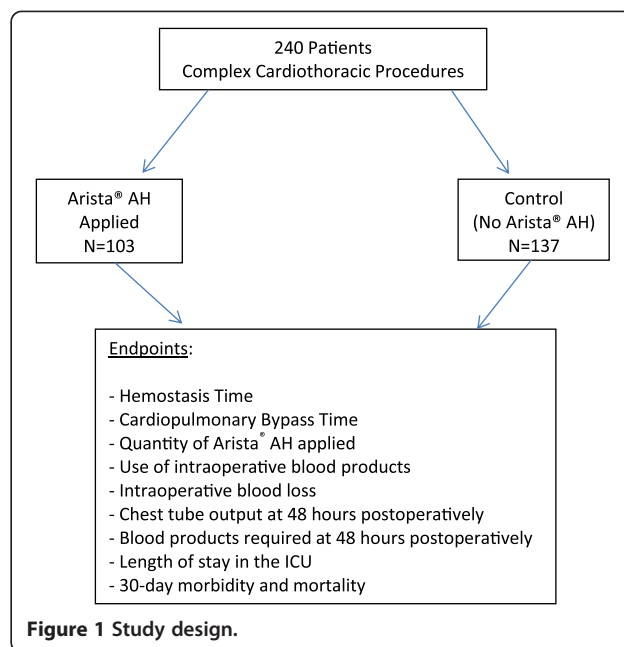 240 Patients
Complex Cardiothoracic Procedures
Arista® AH
Applied
N=103
Control
(No Arista® AH)
N=137
Endpoints:
- Hemostasis Time
- Cardiopulmonary Bypass Time
- Quantity of Arista® AH applied
- Use of intraoperative blood products
- Intraoperative blood loss
- Chest tube output at 48 hours postoperatively
- Blood products required at 48 hours postoperatively
- Length of stay in the ICU
- 30-day morbidity and mortality
Figure 1 Study design.